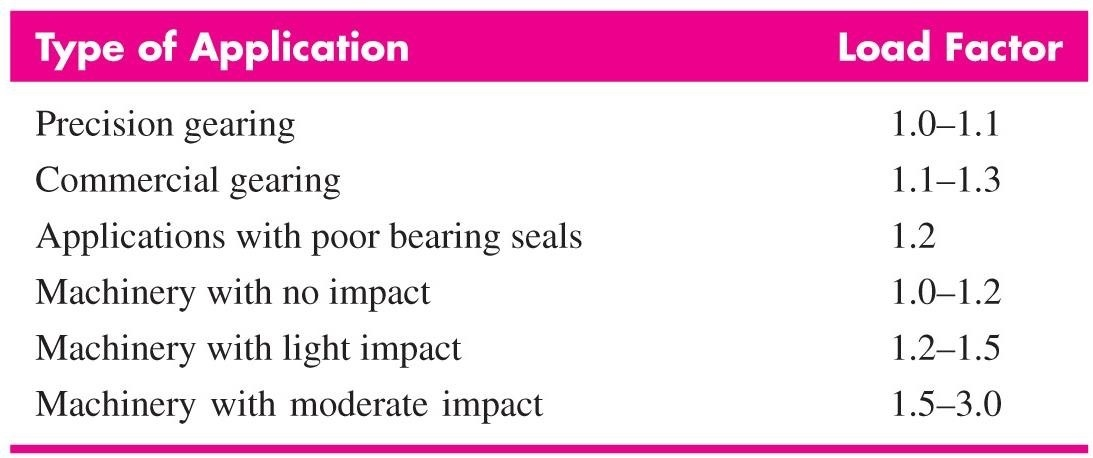 Type of Application Load Factor
Precision gearing 1.0–1.1
Commercial gearing 1.1–1.3
Applications with poor bearing seals 1.2
Machinery with no impact 1.0–1.2
Machinery with light impact 1.2–1.5
Machinery with moderate impact 1.5–3.0